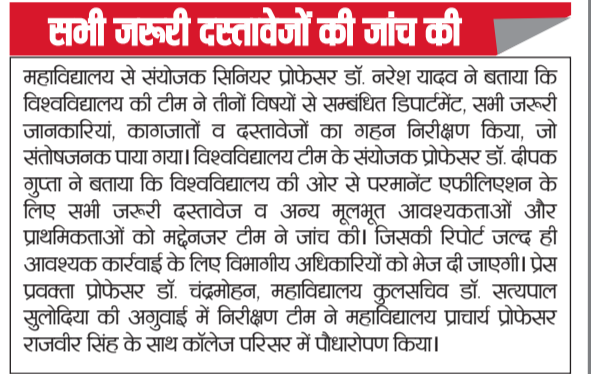 सभी जरूरी दस्तावेजों की जांच की
महाविद्यालय से संयोजक सिनियर प्रोफेसर डॉ. नरेश यादव ने बताया कि
विश्वविद्यालय की टीम ने तीनों विषयों से सम्बंधित डिपार्टमेंट, सभी जरूरी
जानकारियां, कागजातों व दस्तावेजों का गहन निरीक्षण किया, जो
संतोषजनक पाया गया। विश्वविद्यालय टीम के संयोजक प्रोफेसर डॉ. दीपक
गुप्ता ने बताया कि विश्वविद्यालय की ओर से परमानेंट एफीलिएशन के
लिए सभी जरूरी दस्तावेज व अन्य मूलभूत आवश्यकताओं और
प्राथमिकताओं को मद्देनजर टीम ने जांच की। जिसकी रिपोर्ट जल्द ही
आवश्यक कार्रवाई के लिए विभागीय अधिकारियों को भेज दी जाएगी। प्रेस
प्रवक्ता प्रोफेसर डॉ. चंद्रमोहन, महाविद्यालय कुलसचिव डॉ. सत्यपाल
सुलोदिया की अगुवाई में निरीक्षण टीम ने महाविद्यालय प्राचार्य प्रोफेसर
राजवीर सिंह के साथ कॉलेज परिसर में पौधारोपण किया।